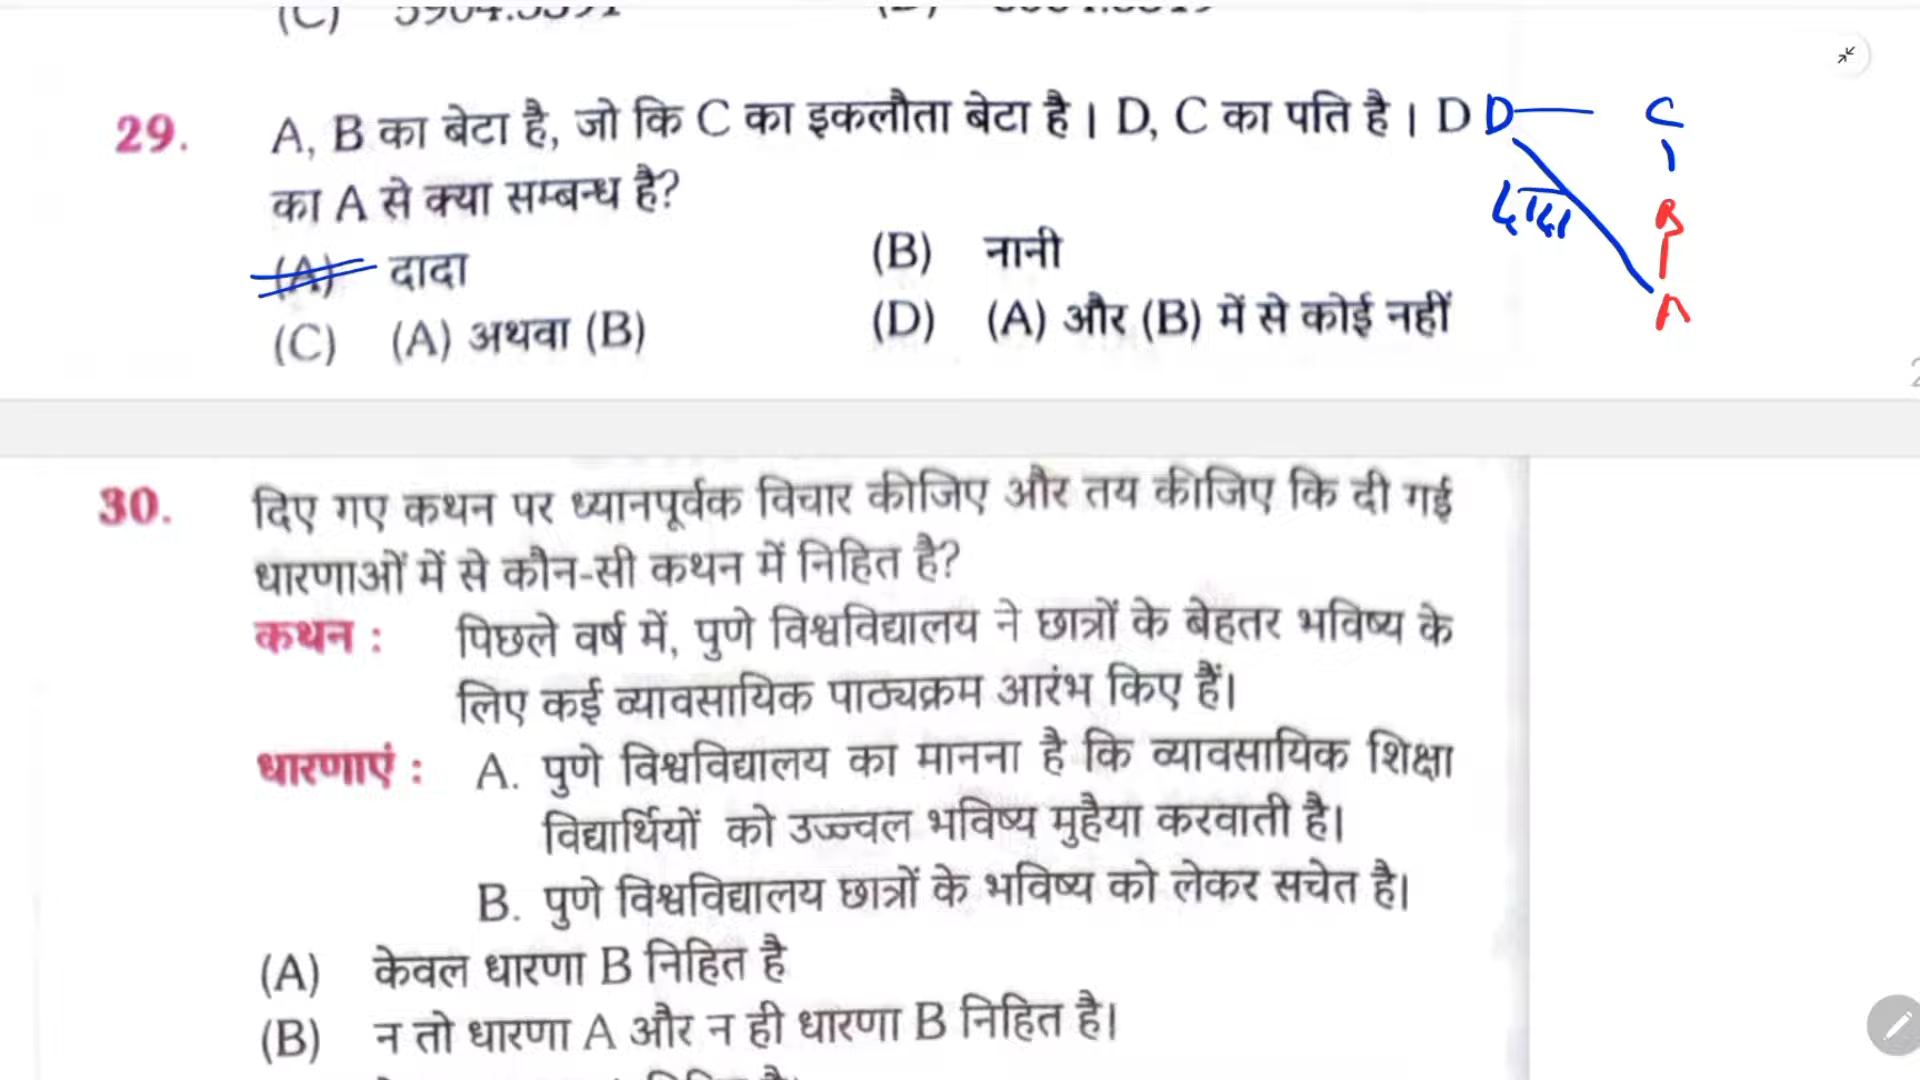 29. A, B का बेटा है, जो कि C का इकलौता बेटा है। D, C का पति है। D
का A से क्या सम्बन्ध है?
(A) दादा (B) नानी
(C) (A) अथवा (B) (D) (A) और (B) में से कोई नहीं
D C
B
दादा
A
30. दिए गए कथन पर ध्यानपूर्वक विचार कीजिए और तय कीजिए कि दी गई
धारणाओं में से कौन-सी कथन में निहित है?
कथन : पिछले वर्ष में, पुणे विश्वविद्यालय ने छात्रों के बेहतर भविष्य के
लिए कई व्यावसायिक पाठ्यक्रम आरंभ किए हैं।
धारणाएं : A. पुणे विश्वविद्यालय का मानना है कि व्यावसायिक शिक्षा
विद्यार्थियों को उज्ज्वल भविष्य मुहैया करवाती है।
B. पुणे विश्वविद्यालय छात्रों के भविष्य को लेकर सचेत है।
(A) केवल धारणा B निहित है
(B) न तो धारणा A और न ही धारणा B निहित है।